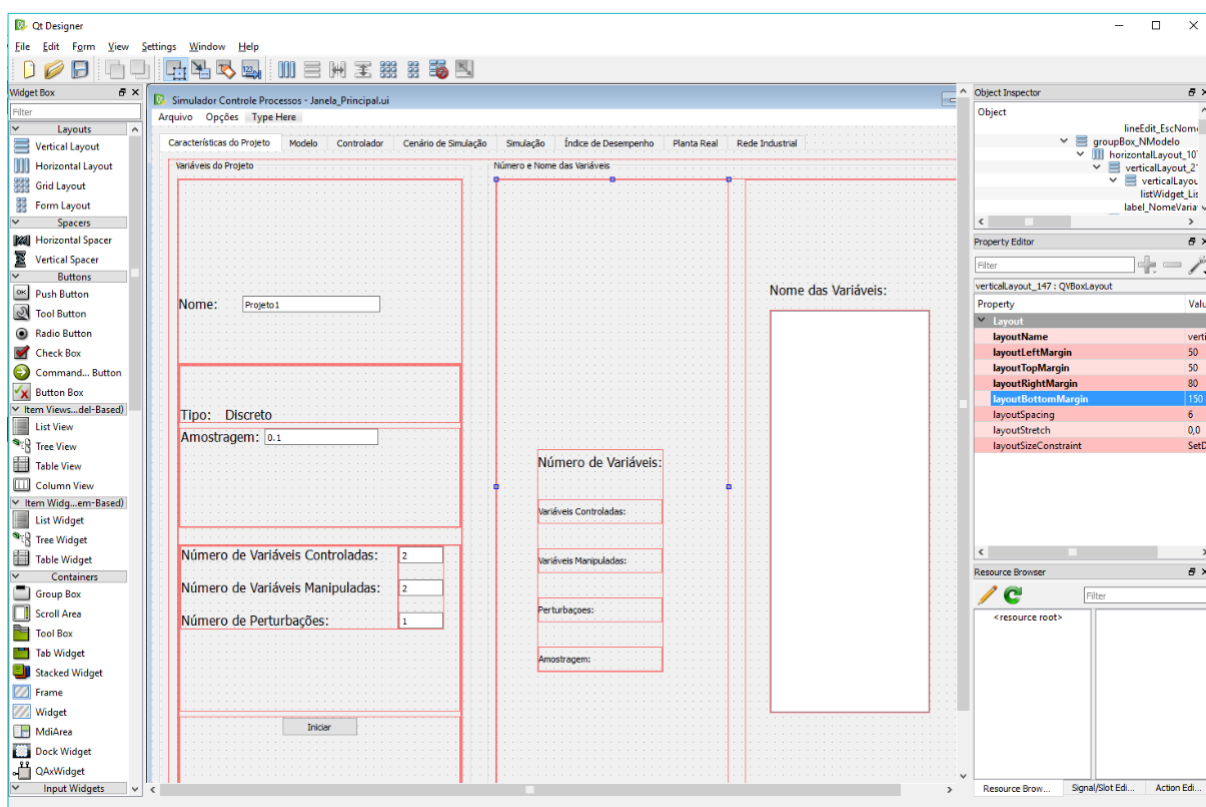 Qt Designer
File Edit Form View Settings Window Help
Widget Box
Filter
Layouts
Vertical Layout
Horizontal Layout
Grid Layout
Form Layout
Spacers
Horizontal Spacer
Vertical Spacer
Buttons
Push Button
Tool Button
Radio Button
Check Box
Command... Button
Button Box
Item Views...del-Based)
List View
Tree View
Table View
Column View
Item Widg...em-Based)
List Widget
Tree Widget
Table Widget
Containers
Group Box
Scroll Area
Tool Box
Tab Widget
Stacked Widget
Frame
Widget
MdiArea
Dock Widget
QAxWidget
Input Widgets
Simulador Controle Processos - Janela_Principal.ui
Arquivo Opções Type Here
Características do Projeto Modelo Controlador Cenário de Simulação Simulação Índice de Desempenho Planta Real Rede Industrial
Variáveis do Projeto
Nome: Projeto1
Tipo: Discreto
Amostragem: 0.1
Número de Variáveis Controladas: 2
Número de Variáveis Manipuladas: 2
Número de Perturbações: 1
Iniciar
Número e Nome das Variáveis
Número de Variáveis:
Variáveis Controladas:
Variáveis Manipuladas:
Perturbaçoes:
Amostragem:
Nome das Variáveis:
Object Inspector
Object
lineEdit_EscNom
groupBox_NModelo
horizontalLayout_10
verticalLayout_2
verticalLayou
listWidget_Lis
label_NomeVaria
Property Editor
Filter
verticalLayout_147 : QVBoxLayout
Property Valu
Layout
layoutName verti
layoutLeftMargin 50
layoutTopMargin 50
layoutRightMargin 80
layoutBottomMargin 150
layoutSpacing 6
layoutStretch 0,0
layoutSizeConstraint SetD
Resource Browser
Filter
<resource root>
Resource Brow... Signal/Slot Edi... Action Edi...